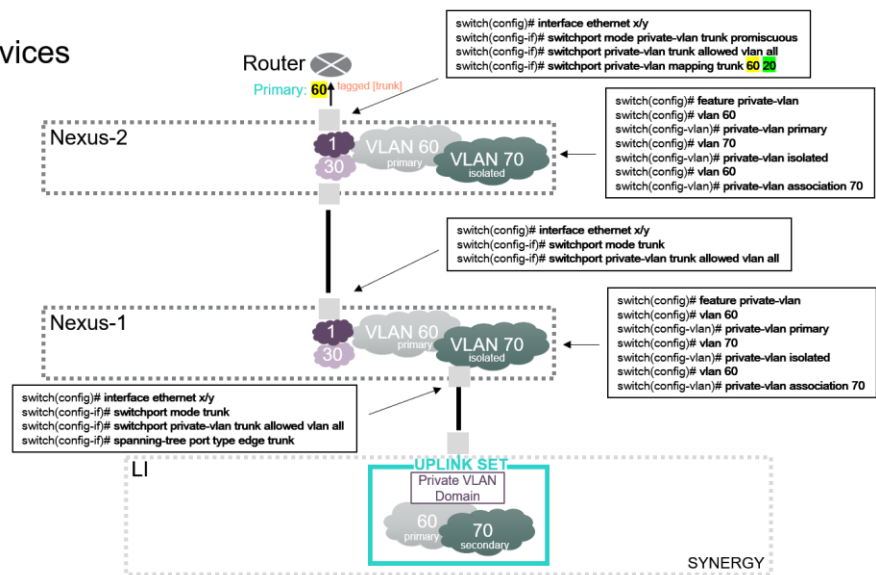 vices
switch(config)# interface ethernet x/y
switch(config-if)# switchport mode private-vlan trunk promiscuous
switch(config-if)# switchport private-vlan trunk allowed vlan all
switch(config-if)# switchport private-vlan mapping trunk 60 20
Router
Primary: 60 tagged [trunk]
Nexus-2
1
30
VLAN 60
primary
VLAN 70
isolated
switch(config)# feature private-vlan
switch(config)# vlan 60
switch(config-vlan)# private-vlan primary
switch(config)# vlan 70
switch(config-vlan)# private-vlan isolated
switch(config)# vlan 60
switch(config-vlan)# private-vlan association 70
switch(config)# interface ethernet x/y
switch(config-if)# switchport mode trunk
switch(config-if)# switchport private-vlan trunk allowed vlan all
Nexus-1
1
30
VLAN 60
primary
VLAN 70
isolated
switch(config)# feature private-vlan
switch(config)# vlan 60
switch(config-vlan)# private-vlan primary
switch(config)# vlan 70
switch(config-vlan)# private-vlan isolated
switch(config)# vlan 60
switch(config-vlan)# private-vlan association 70
switch(config)# interface ethernet x/y
switch(config-if)# switchport mode trunk
switch(config-if)# switchport private-vlan trunk allowed vlan all
switch(config-if)# spanning-tree port type edge trunk
LI
UPLINK SET
Private VLAN
Domain
60
primary
70
secondary
SYNERGY